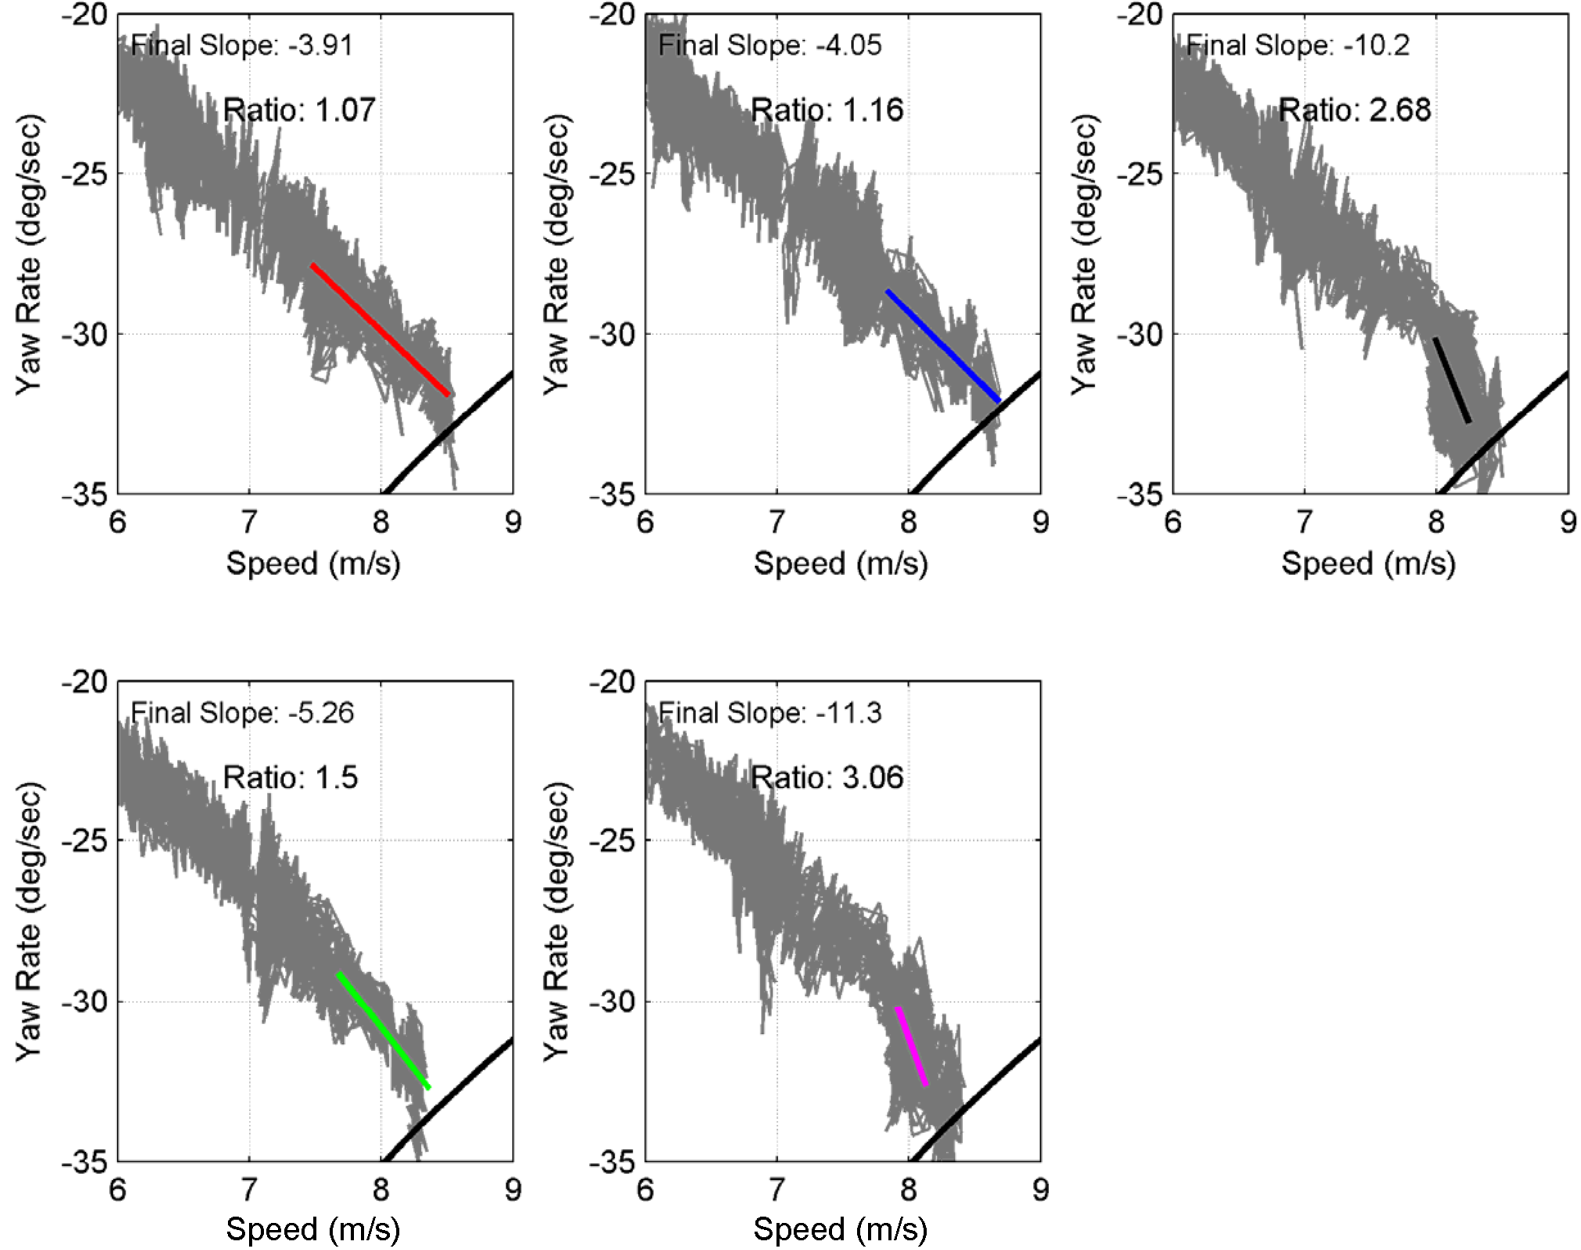 -20
Final Slope: -3.91
Ratio: 1.07
-25
-30
-35
Yaw Rate (deg/sec)
6 7 8 9
Speed (m/s)
-20
Final Slope: -4.05
Ratio: 1.16
-25
-30
-35
Yaw Rate (deg/sec)
6 7 8 9
Speed (m/s)
-20
Final Slope: -10.2
Ratio: 2.68
-25
-30
-35
Yaw Rate (deg/sec)
6 7 8 9
Speed (m/s)
-20
Final Slope: -5.26
Ratio: 1.5
-25
-30
-35
Yaw Rate (deg/sec)
6 7 8 9
Speed (m/s)
-20
Final Slope: -11.3
Ratio: 3.06
-25
-30
-35
Yaw Rate (deg/sec)
6 7 8 9
Speed (m/s)